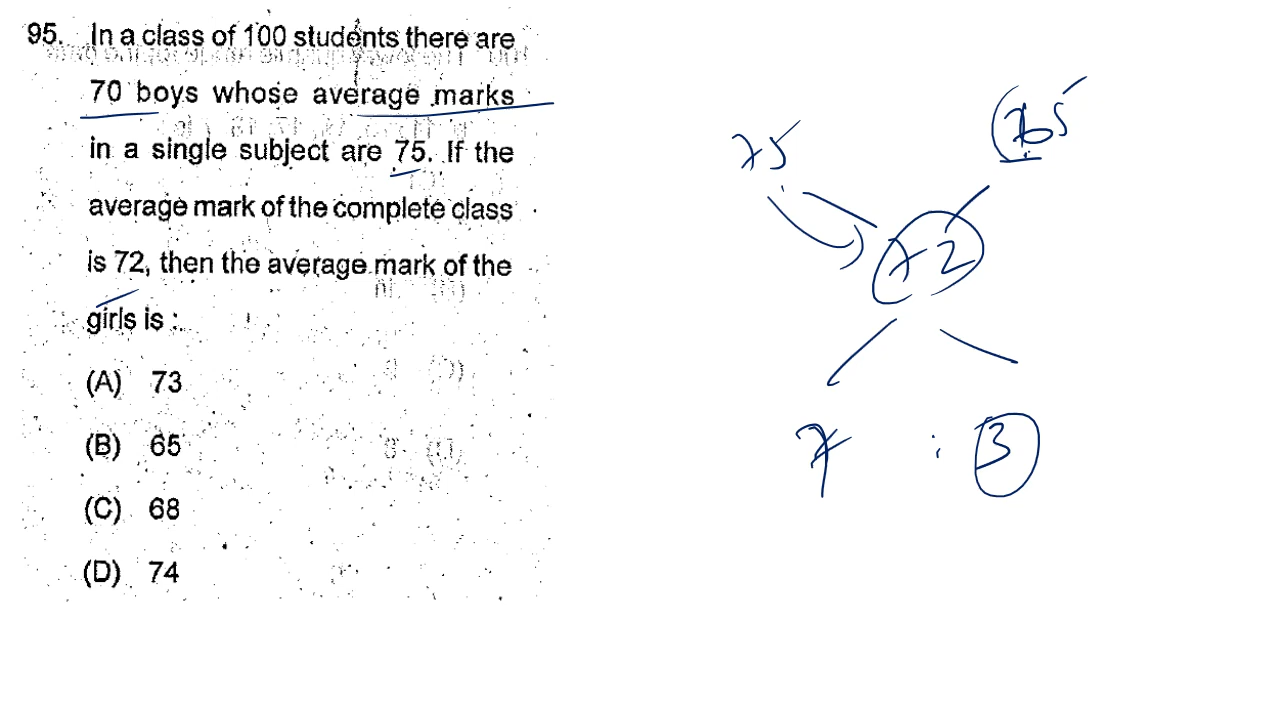 95. In a class of 100 students there are
70 boys whose average marks
in a single subject are 75. If the
average mark of the complete class
is 72, then the average mark of the
girls is :
(A) 73
(B) 65
(C) 68
(D) 74
75
65
72
7 : 3